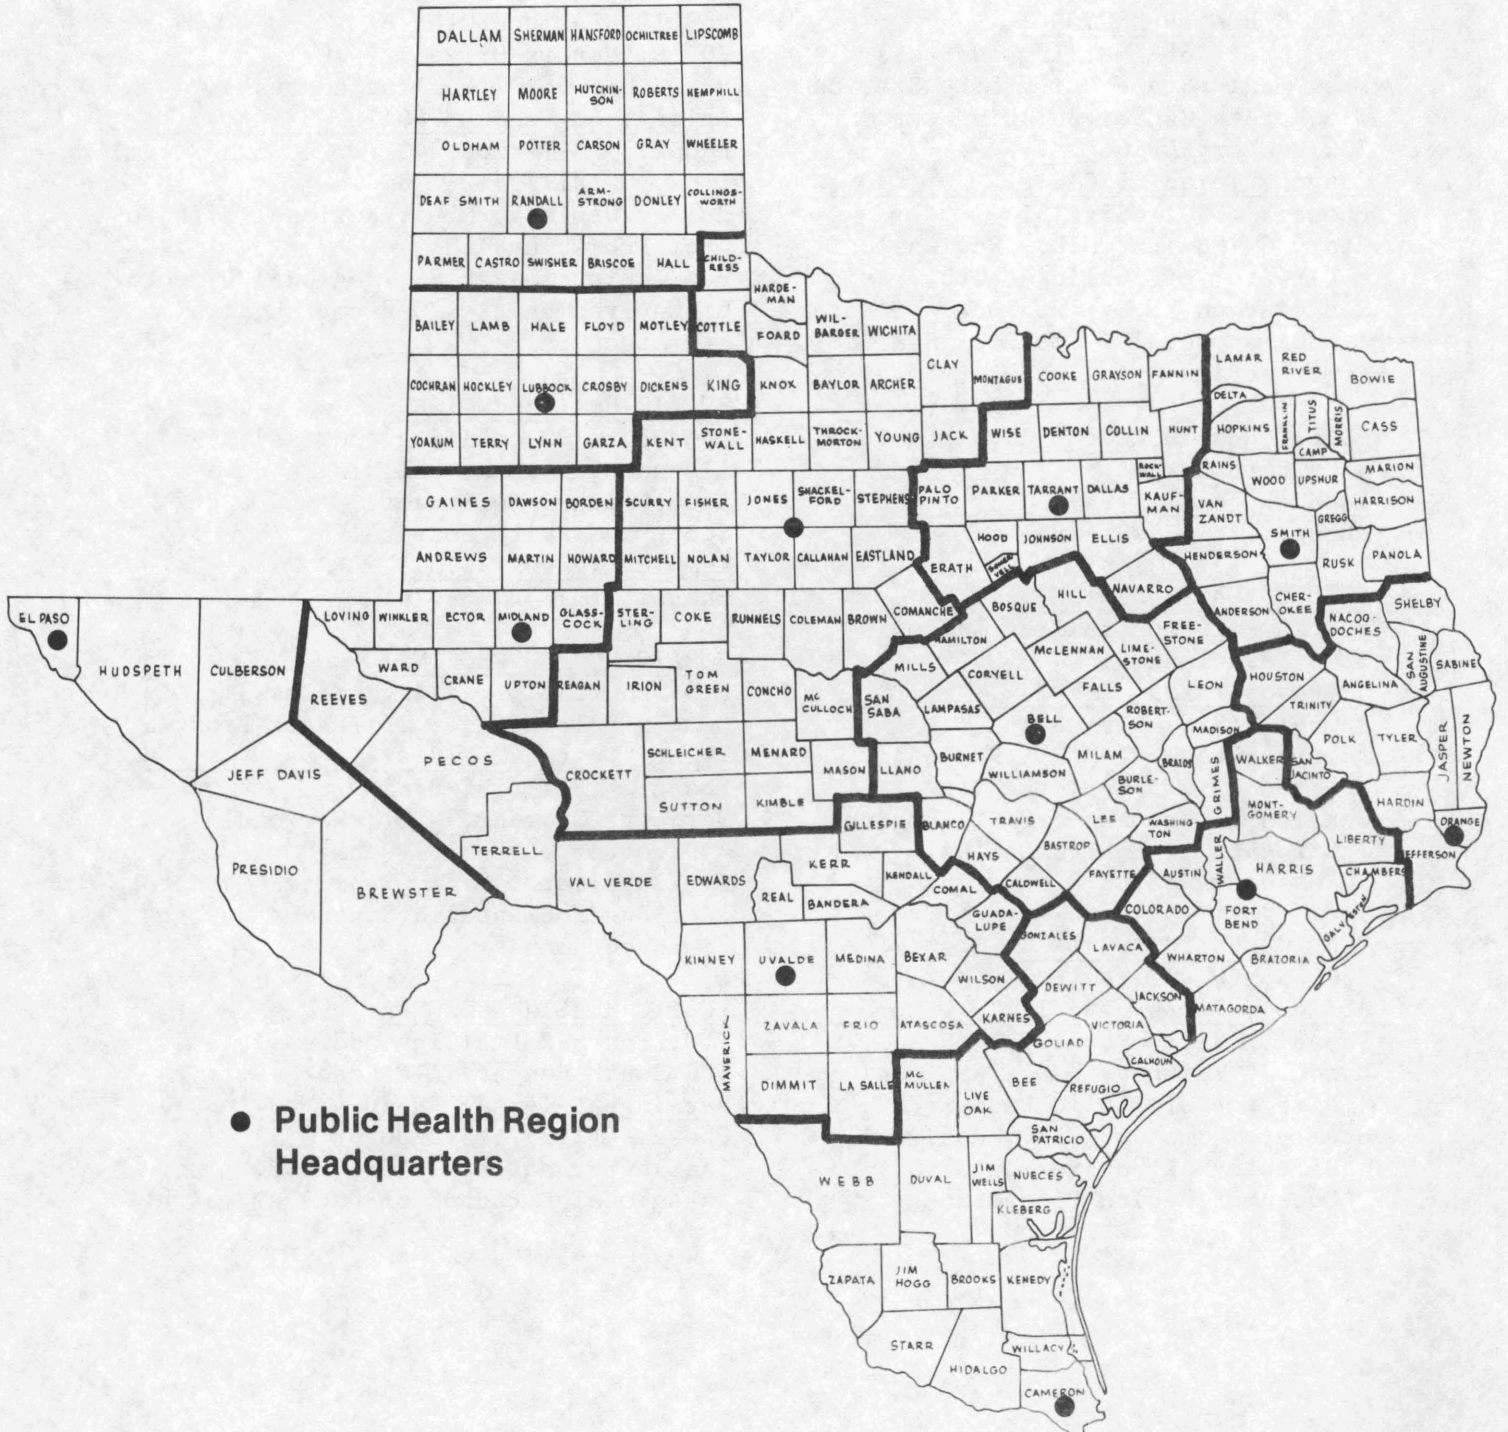 DALLAM SHERMAN HANSFORD OCHILTREE LIPSCOMB
HARTLEY MOORE HUTCHIN-
SON ROBERTS HEMPHILL
OLDHAM POTTER CARSON GRAY WHEELER
DEAF SMITH RANDALL ARM-
STRONG DONLEY COLLINGS-
WORTH
PARMER CASTRO SWISHER BRISCOE HALL CHILD-
RESS
HARDE-
MAN
BAILEY LAMB HALE FLOYD MOTLEY COTTLE FOARD WIL-
BARGER WICHITA
CLAY MONTAGUE COOKE GRAYSON FANNIN LAMAR RED
RIVER BOWIE
COCHRAN HOCKLEY LUBBOCK CROSBY DICKENS KING KNOX BAYLOR ARCHER
DELTA
YOAKUM TERRY LYNN GARZA KENT STONE-
WALL HASKELL THROCK-
MORTON YOUNG JACK WISE DENTON COLLIN HUNT HOPKINS FRANKLIN TITUS MORRIS CASS
CAMP
ROCK-
WALL RAINS WOOD UPSHUR MARION
GAINES DAWSON BORDEN SCURRY FISHER JONES SHACKEL-
FORD STEPHENS PALO
PINTO PARKER TARRANT DALLAS KAUF-
MAN VAN
ZANDT SMITH GREGG HARRISON
ANDREWS MARTIN HOWARD MITCHELL NOLAN TAYLOR CALLAHAN EASTLAND ERATH HOOD SOMER
VELL JOHNSON ELLIS HENDERSON RUSK PANOLA
EL PASO HUDSPETH CULBERSON
LOVING WINKLER ECTOR MIDLAND GLASS-
COCK STER-
LING COKE RUNNELS COLEMAN BROWN COMANCHE BOSQUE HILL NAVARRO ANDERSON CHER-
OKEE NACOG-
DOCHES SHELBY
HAMILTON McLENNAN LIME-
STONE FREE-
STONE SAN
AUGUSTINE SABINE
REEVES WARD CRANE UPTON REAGAN IRION TOM
GREEN CONCHO MC
CULLOCH SAN
SABA MILLS LAMPASAS CORYELL FALLS LEON HOUSTON ANGELINA
BELL ROBERT-
SON MADISON TRINITY
JEFF DAVIS PECOS CROCKETT SCHLEICHER MENARD MASON LLANO BURNET WILLIAMSON MILAM BRAZOS GRIMES WALKER SAN
JACINTO POLK TYLER JASPER NEWTON
SUTTON KIMBLE BURLE-
SON MONT-
GOMERY HARDIN
GILLESPIE BLANCO TRAVIS LEE WASHING
TON LIBERTY ORANGE
PRESIDIO BREWSTER TERRELL VAL VERDE EDWARDS REAL KERR BANDERA KENDALL HAYS BASTROP FAYETTE AUSTIN WALLER HARRIS CHAMBERS JEFFERSON
COMAL CALDWELL
GUADA-
LUPE GONZALES LAVACA COLORADO FORT
BEND GALVESTON
KINNEY UVALDE MEDINA BEXAR WILSON DEWITT WHARTON BRAZORIA
MAVERICK ZAVALA FRIO ATASCOSA KARNES GOLIAD VICTORIA JACKSON MATAGORDA
CALHOUN
DIMMIT LA SALLE MC
MULLEN LIVE
OAK BEE REFUGIO
SAN
PATRICIO
Public Health Region
Headquarters
WEBB DUVAL JIM
WELLS NUECES
KLEBERG
ZAPATA JIM
HOGG BROOKS KENEDY
STARR HIDALGO WILLACY
CAMERON